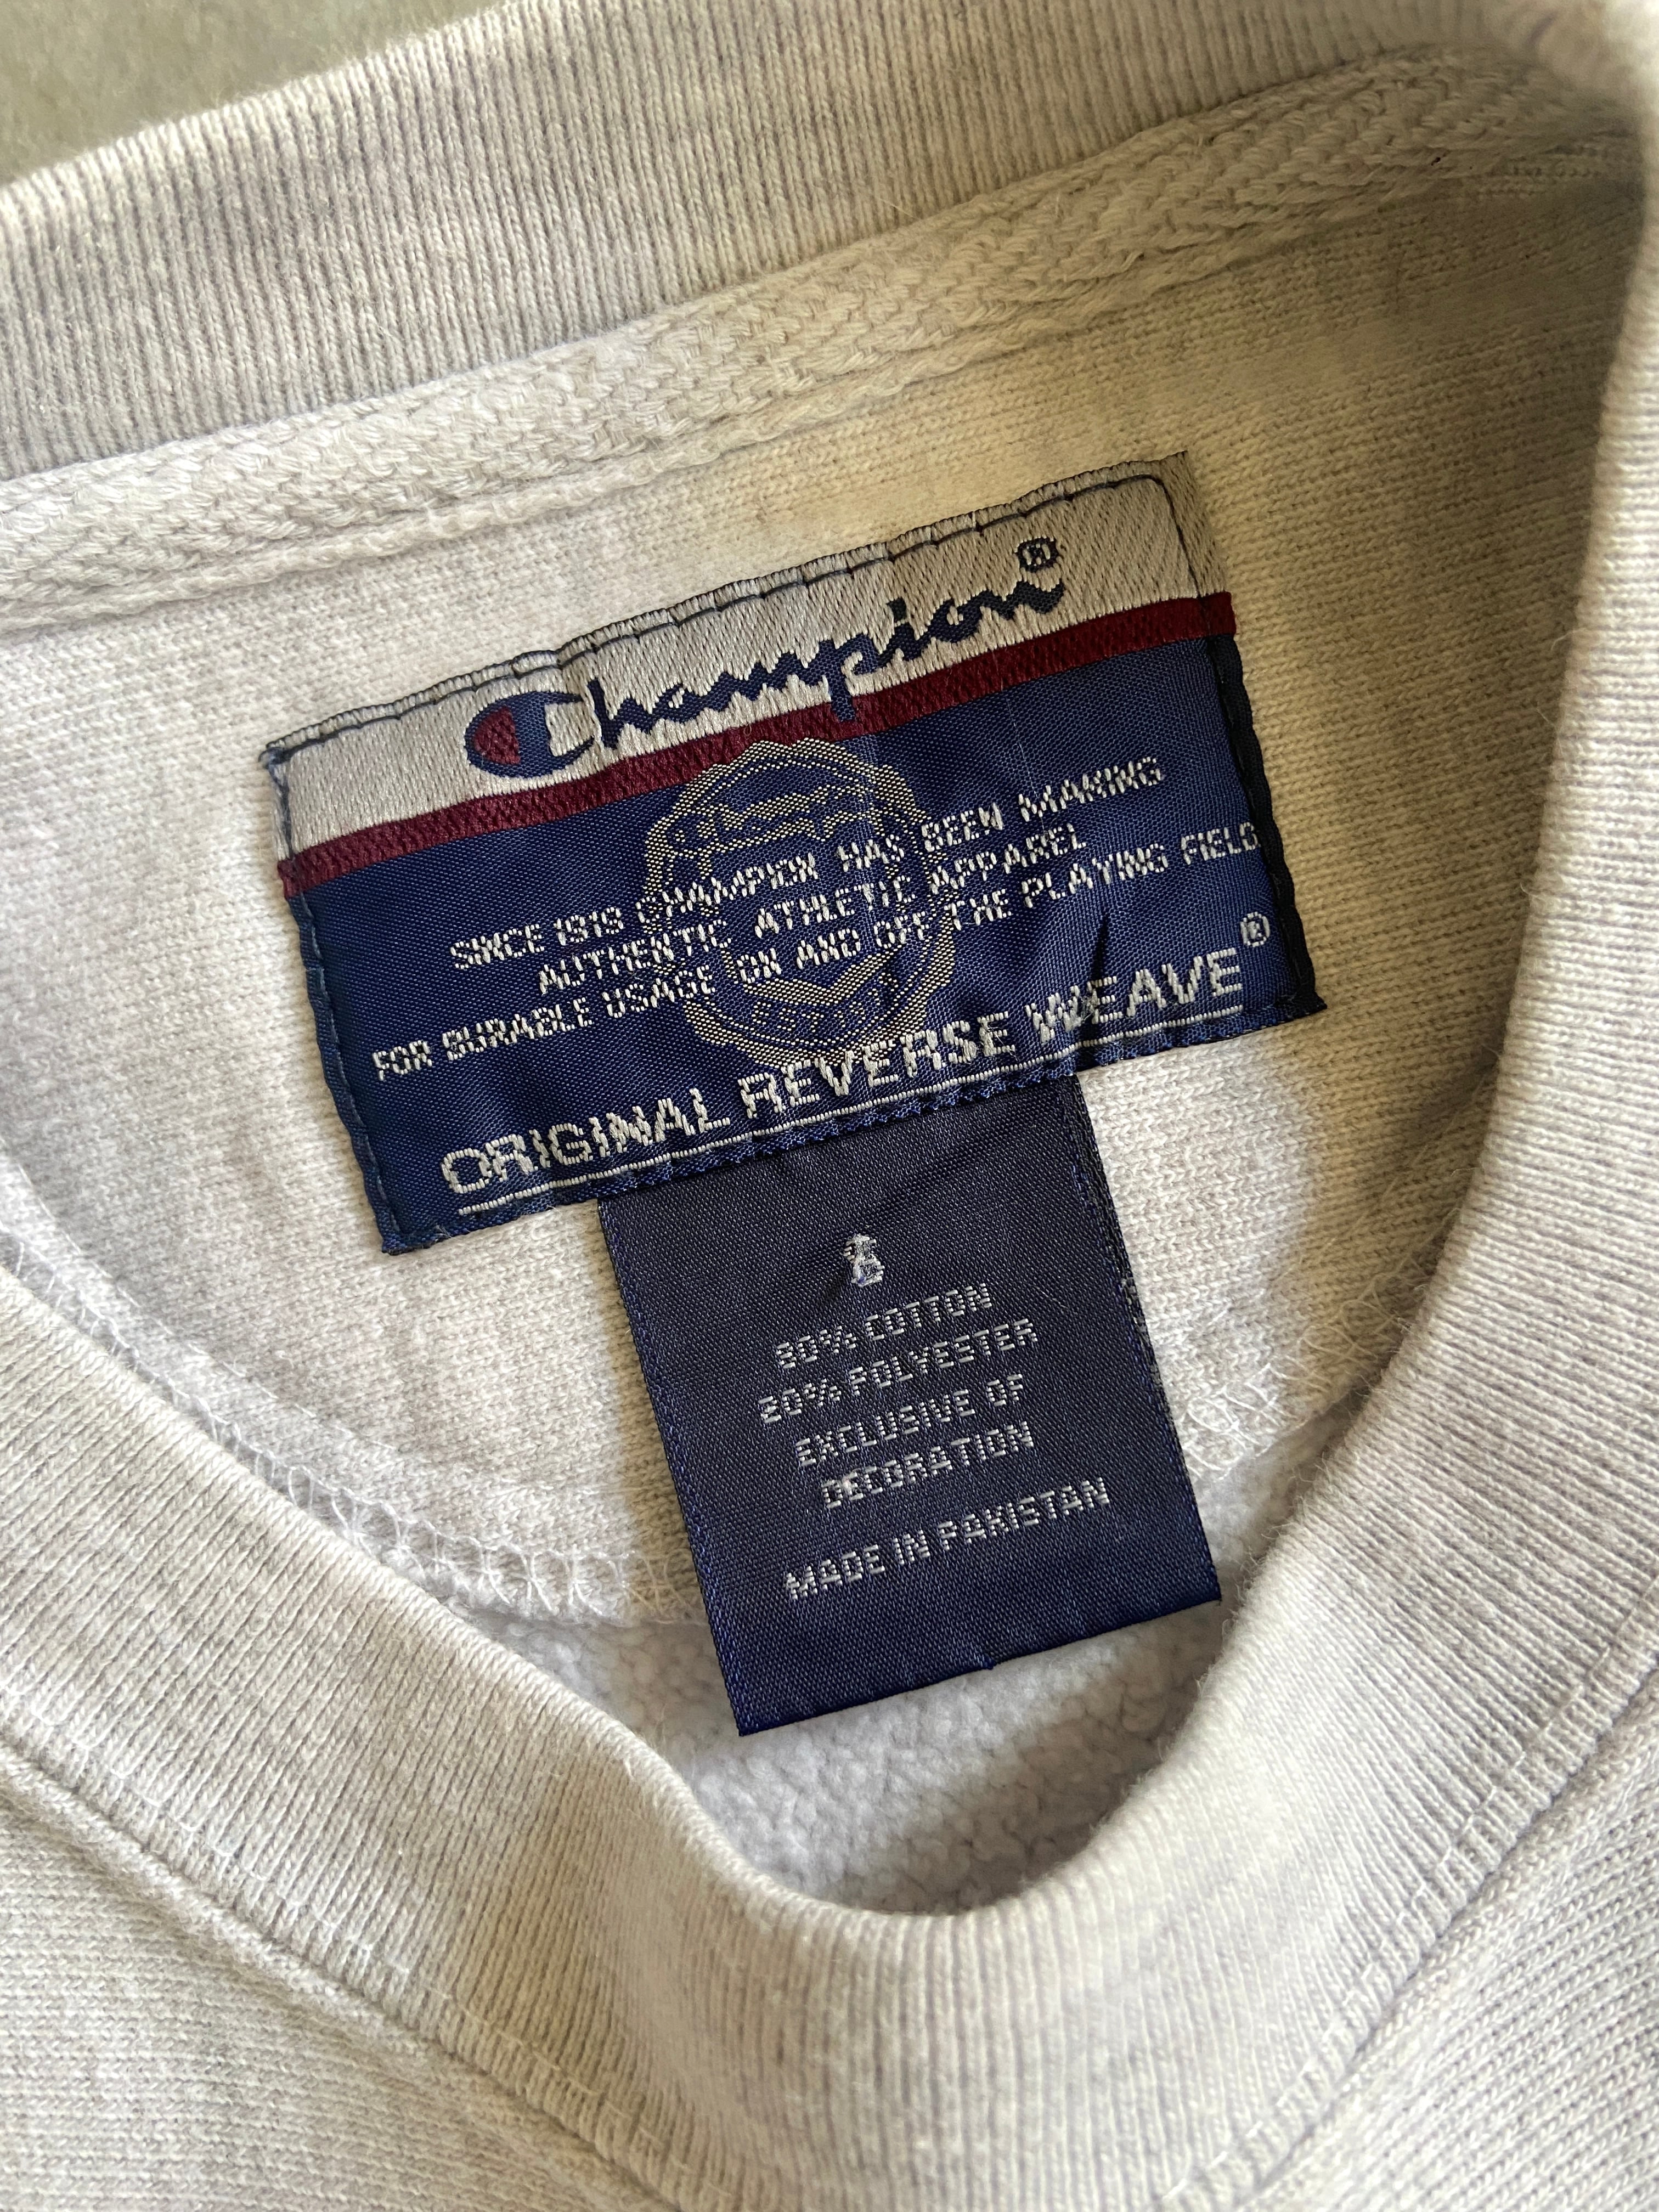 Champion®
SINCE 1919 CHAMPION HAS BEEN MAKING
AUTHENTIC ATHLETIC APPAREL
FOR DURABLE USAGE ON AND OFF THE PLAYING FIELD.
ORIGINAL REVERSE WEAVE®
80% COTTON
20% POLYESTER
EXCLUSIVE OF
DECORATION
MADE IN PAKISTAN